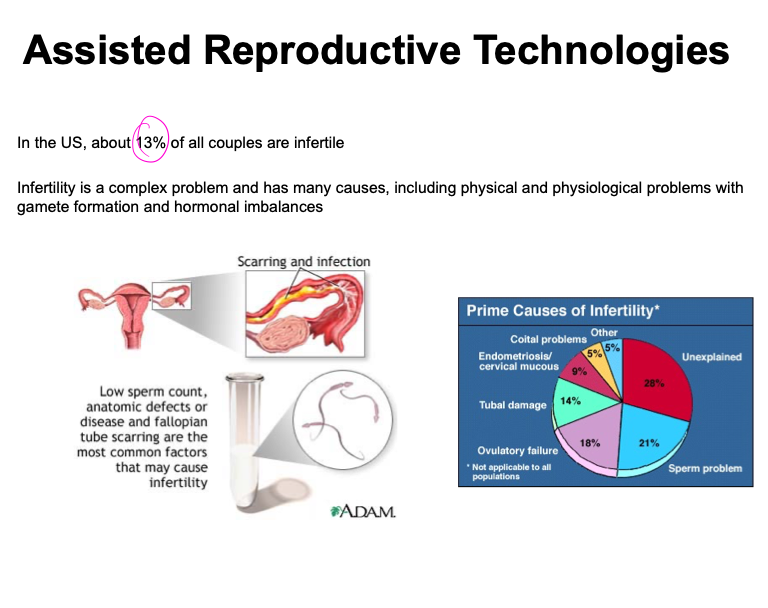 Assisted Reproductive Technologies
In the US, about 13% of all couples are infertile
Infertility is a complex problem and has many causes, including physical and physiological problems with
gamete formation and hormonal imbalances
Scarring and infection
Low sperm count,
anatomic defects or
disease and fallopian
tube scarring are the
most common factors
that may cause
infertility
ADAM.
Prime Causes of Infertility*
Other
5%
Coital problems
5%
Endometriosis/
cervical mucous
9%
Unexplained
28%
Tubal damage
14%
Ovulatory failure
18%
21%
Sperm problem
* Not applicable to all
populations